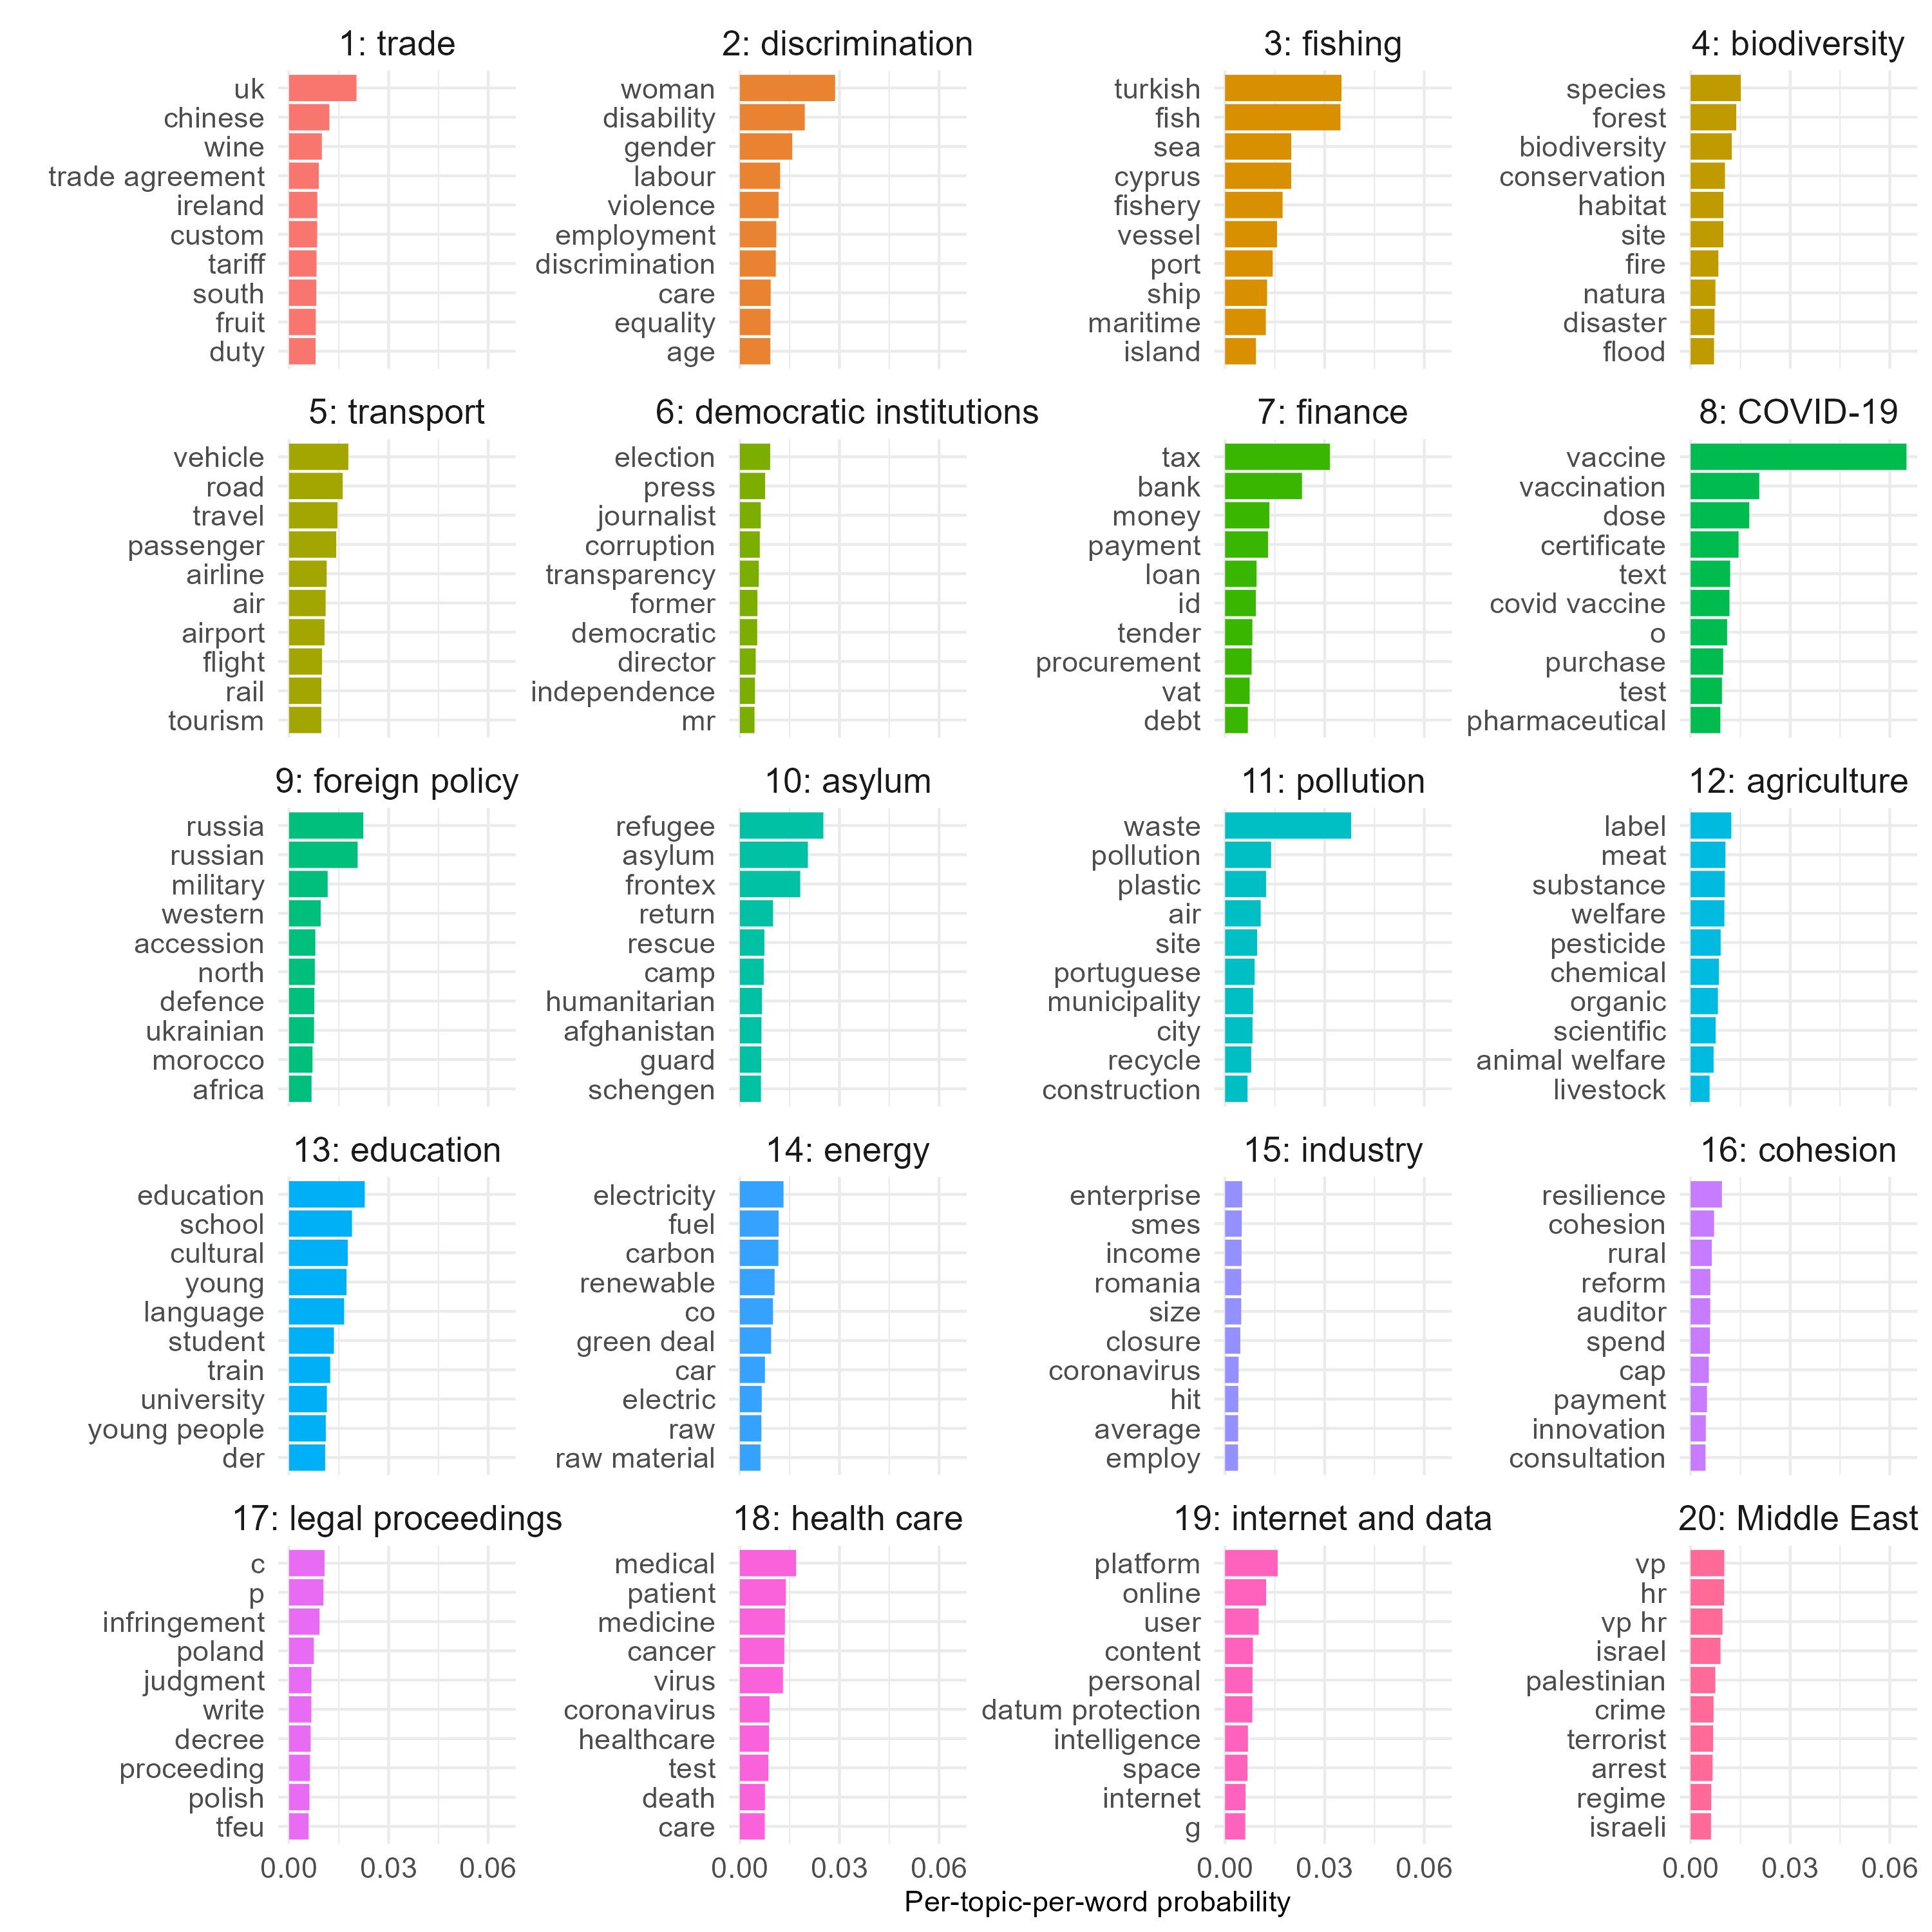 1: trade
uk
chinese
wine
trade agreement
ireland
custom
tariff
south
fruit
duty
2: discrimination
woman
disability
gender
labour
violence
employment
discrimination
care
equality
age
3: fishing
turkish
fish
sea
cyprus
fishery
vessel
port
ship
maritime
island
4: biodiversity
species
forest
biodiversity
conservation
habitat
site
fire
natura
disaster
flood
5: transport
vehicle
road
travel
passenger
airline
air
airport
flight
rail
tourism
6: democratic institutions
election
press
journalist
corruption
transparency
former
democratic
director
independence
mr
7: finance
tax
bank
money
payment
loan
id
tender
procurement
vat
debt
8: COVID-19
vaccine
vaccination
dose
certificate
text
covid vaccine
o
purchase
test
pharmaceutical
9: foreign policy
russia
russian
military
western
accession
north
defence
ukrainian
morocco
africa
10: asylum
refugee
asylum
frontex
return
rescue
camp
humanitarian
afghanistan
guard
schengen
11: pollution
waste
pollution
plastic
air
site
portuguese
municipality
city
recycle
construction
12: agriculture
label
meat
substance
welfare
pesticide
chemical
organic
scientific
animal welfare
livestock
13: education
education
school
cultural
young
language
student
train
university
young people
der
14: energy
electricity
fuel
carbon
renewable
co
green deal
car
electric
raw
raw material
15: industry
enterprise
smes
income
romania
size
closure
coronavirus
hit
average
employ
16: cohesion
resilience
cohesion
rural
reform
auditor
spend
cap
payment
innovation
consultation
17: legal proceedings
c
p
infringement
poland
judgment
write
decree
proceeding
polish
tfeu
18: health care
medical
patient
medicine
cancer
virus
coronavirus
healthcare
test
death
care
19: internet and data
platform
online
user
content
personal
datum protection
intelligence
space
internet
g
20: Middle East
vp
hr
vp hr
israel
palestinian
crime
terrorist
arrest
regime
israeli
0.00 0.03 0.06 0.00 0.03 0.06 0.00 0.03 0.06 0.00 0.03 0.06
Per-topic-per-word probability